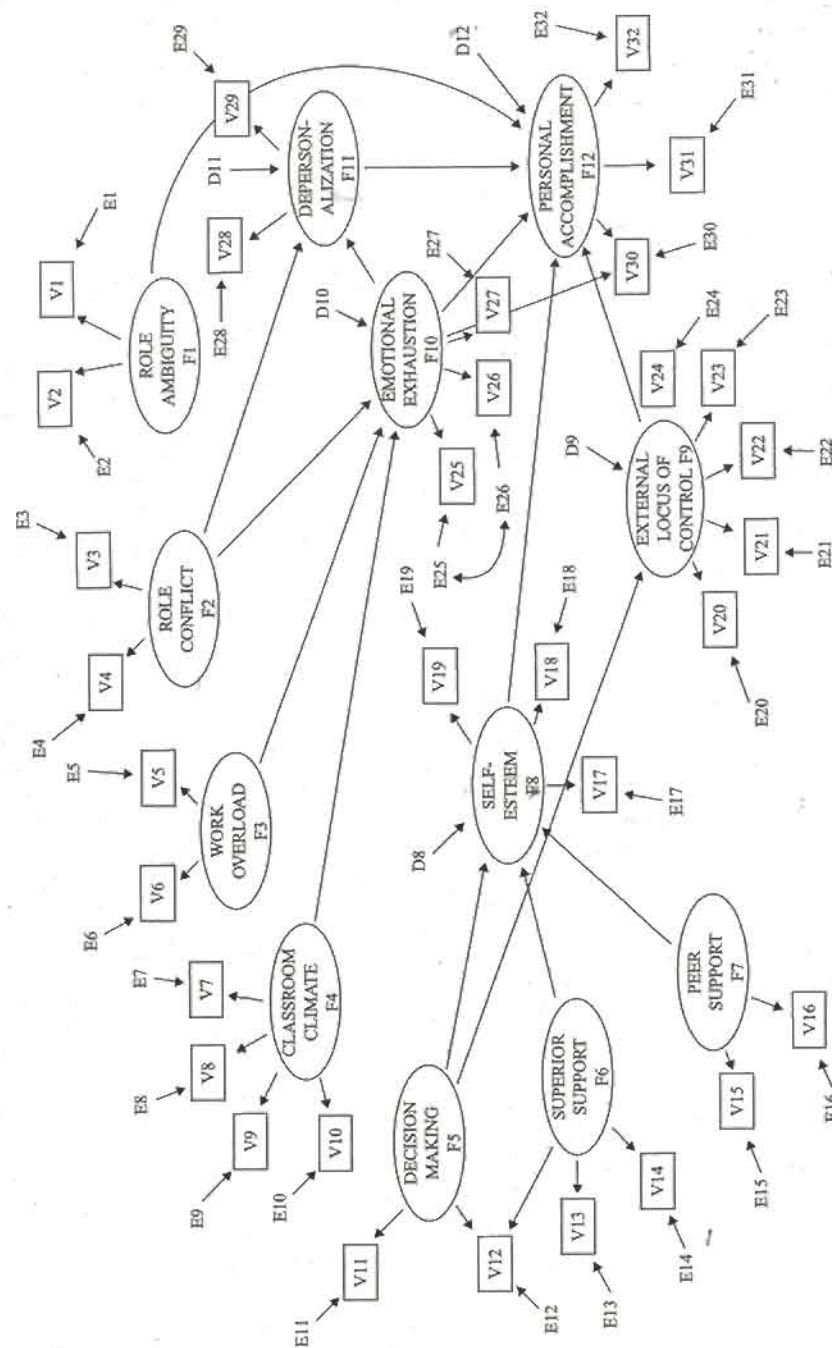 E11
V11
E12
V12
DECISION
MAKING
F5
E13
V13
E14
V14
SUPERIOR
SUPPORT
F6
E15
V15
E16
V16
PEER
SUPPORT
F7
E9
V9
E10
V10
E8
V8
E7
V7
CLASSROOM
CLIMATE
F4
E6
V6
E5
V5
WORK
OVERLOAD
F3
E4
V4
E3
V3
ROLE
CONFLICT
F2
E2
V2
E1
V1
ROLE
AMBIGUITY
F1
D8
SELF-
ESTEEM
F8
E17
V17
E18
V18
E19
V19
D9
EXTERNAL
LOCUS OF
CONTROL F9
E20
V20
E21
V21
E22
V22
E23
V23
E24
V24
D10
EMOTIONAL
EXHAUSTION
F10
E25
V25
E26
V26
E27
V27
D11
DEPERSON-
ALIZATION
F11
E28
V28
E29
V29
D12
PERSONAL
ACCOMPLISHMENT
F12
E30
V30
E31
V31
E32
V32